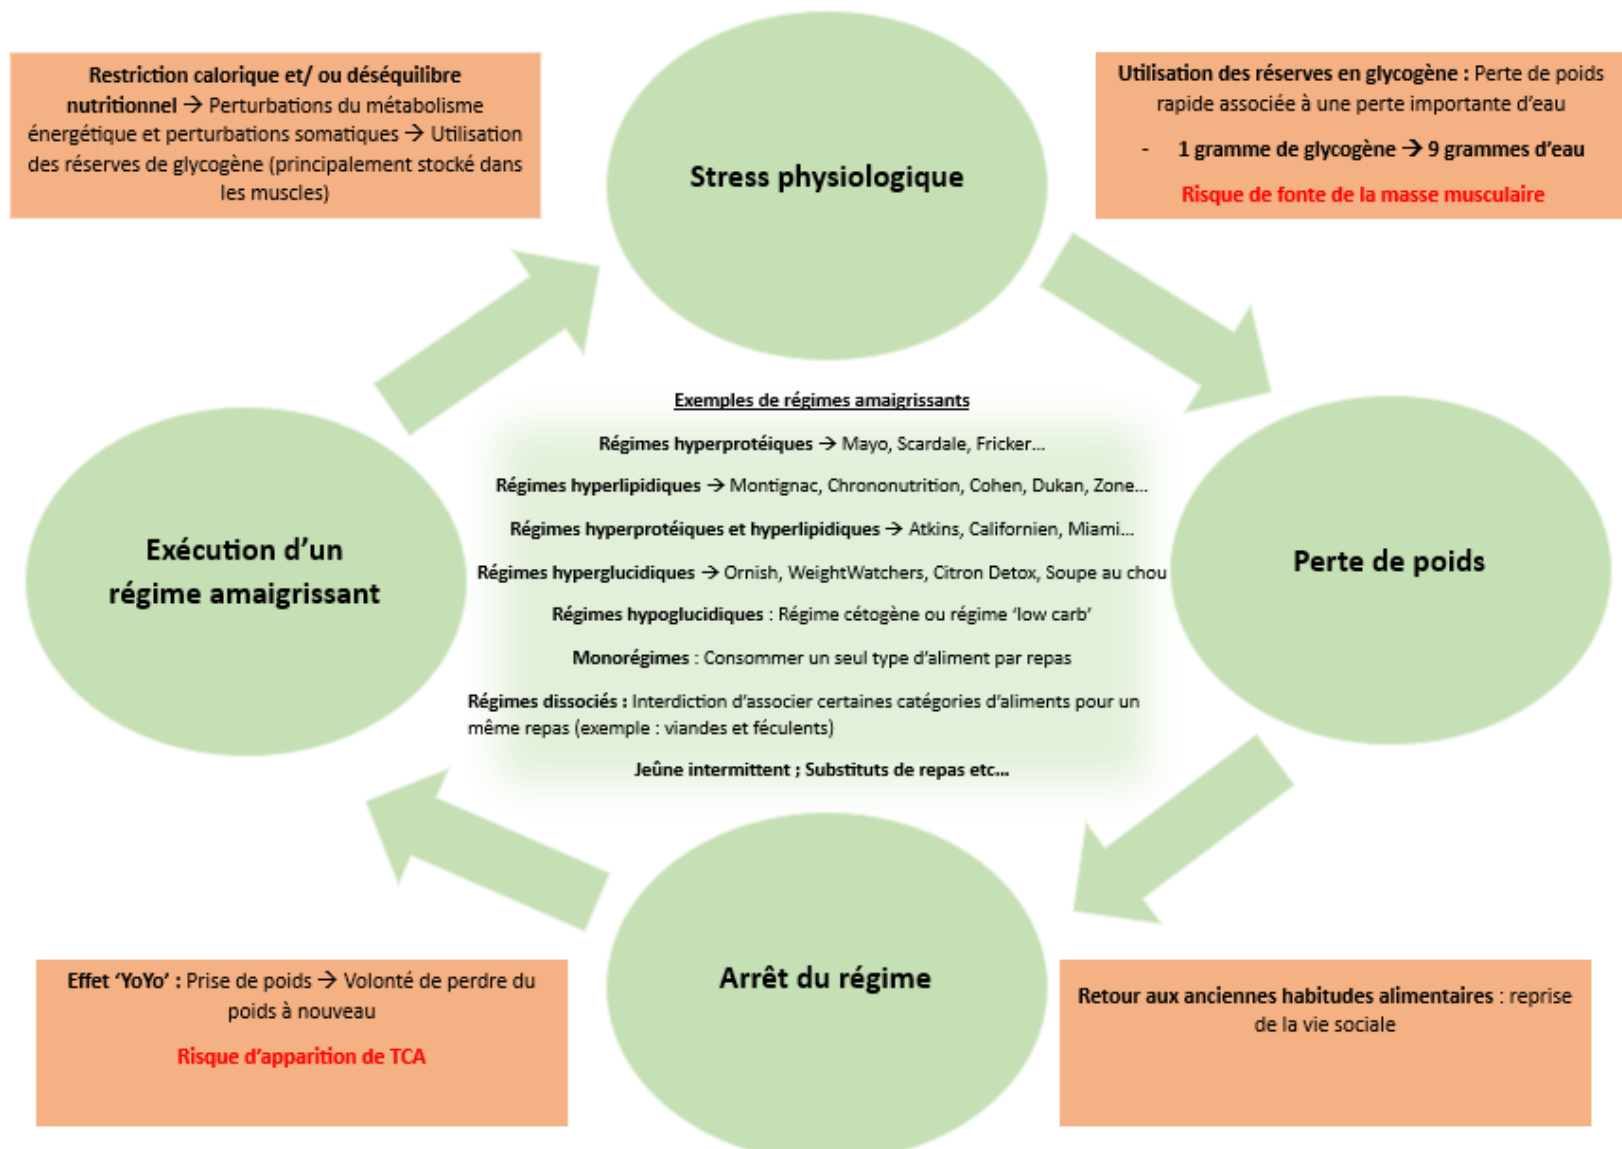 Restriction calorique et/ ou déséquilibre
nutritionnel → Perturbations du métabolisme
énergétique et perturbations somatiques → Utilisation
des réserves de glycogène (principalement stocké dans
les muscles)
Stress physiologique
Utilisation des réserves en glycogène : Perte de poids
rapide associée à une perte importante d'eau
- 1 gramme de glycogène → 9 grammes d'eau
Risque de fonte de la masse musculaire
Exécution d'un
régime amaigrissant
Exemples de régimes amaigrissants
Régimes hyperprotéiques → Mayo, Scardale, Fricker…
Régimes hyperlipidiques → Montignac, Chrononutrition, Cohen, Dukan, Zone…
Régimes hyperprotéiques et hyperlipidiques → Atkins, Californien, Miami…
Régimes hyperglucidiques → Ornish, WeightWatchers, Citron Detox, Soupe au chou
Régimes hypoglucidiques : Régime cétogène ou régime 'low carb'
Monorégimes : Consommer un seul type d'aliment par repas
Régimes dissociés : Interdiction d'associer certaines catégories d'aliments pour un
même repas (exemple : viandes et féculents)
Jeûne intermittent ; Substituts de repas etc…
Perte de poids
Effet 'YoYo' : Prise de poids → Volonté de perdre du
poids à nouveau
Risque d'apparition de TCA
Arrêt du régime
Retour aux anciennes habitudes alimentaires : reprise
de la vie sociale